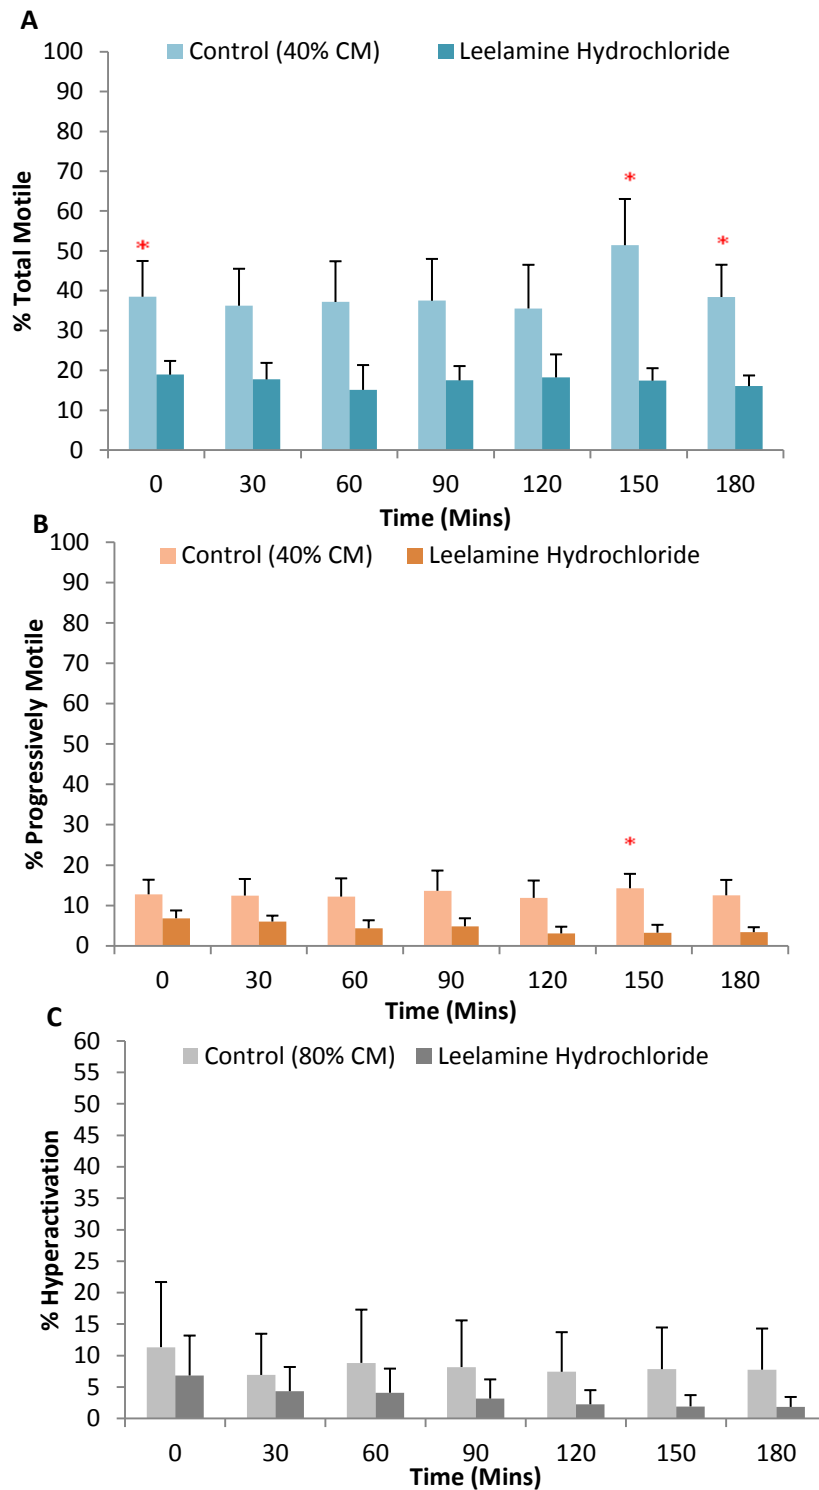 A
Control (40% CM) Leelamine Hydrochloride
% Total Motile
100
90
80
70
60
50
40
30
20
10
0
* * *
0 30 60 90 120 150 180
Time (Mins)
B
Control (40% CM) Leelamine Hydrochloride
% Progressively Motile
100
90
80
70
60
50
40
30
20
10
0
*
0 30 60 90 120 150 180
Time (Mins)
C
Control (80% CM) Leelamine Hydrochloride
% Hyperactivation
60
55
50
45
40
35
30
25
20
15
10
5
0
0 30 60 90 120 150 180
Time (Mins)